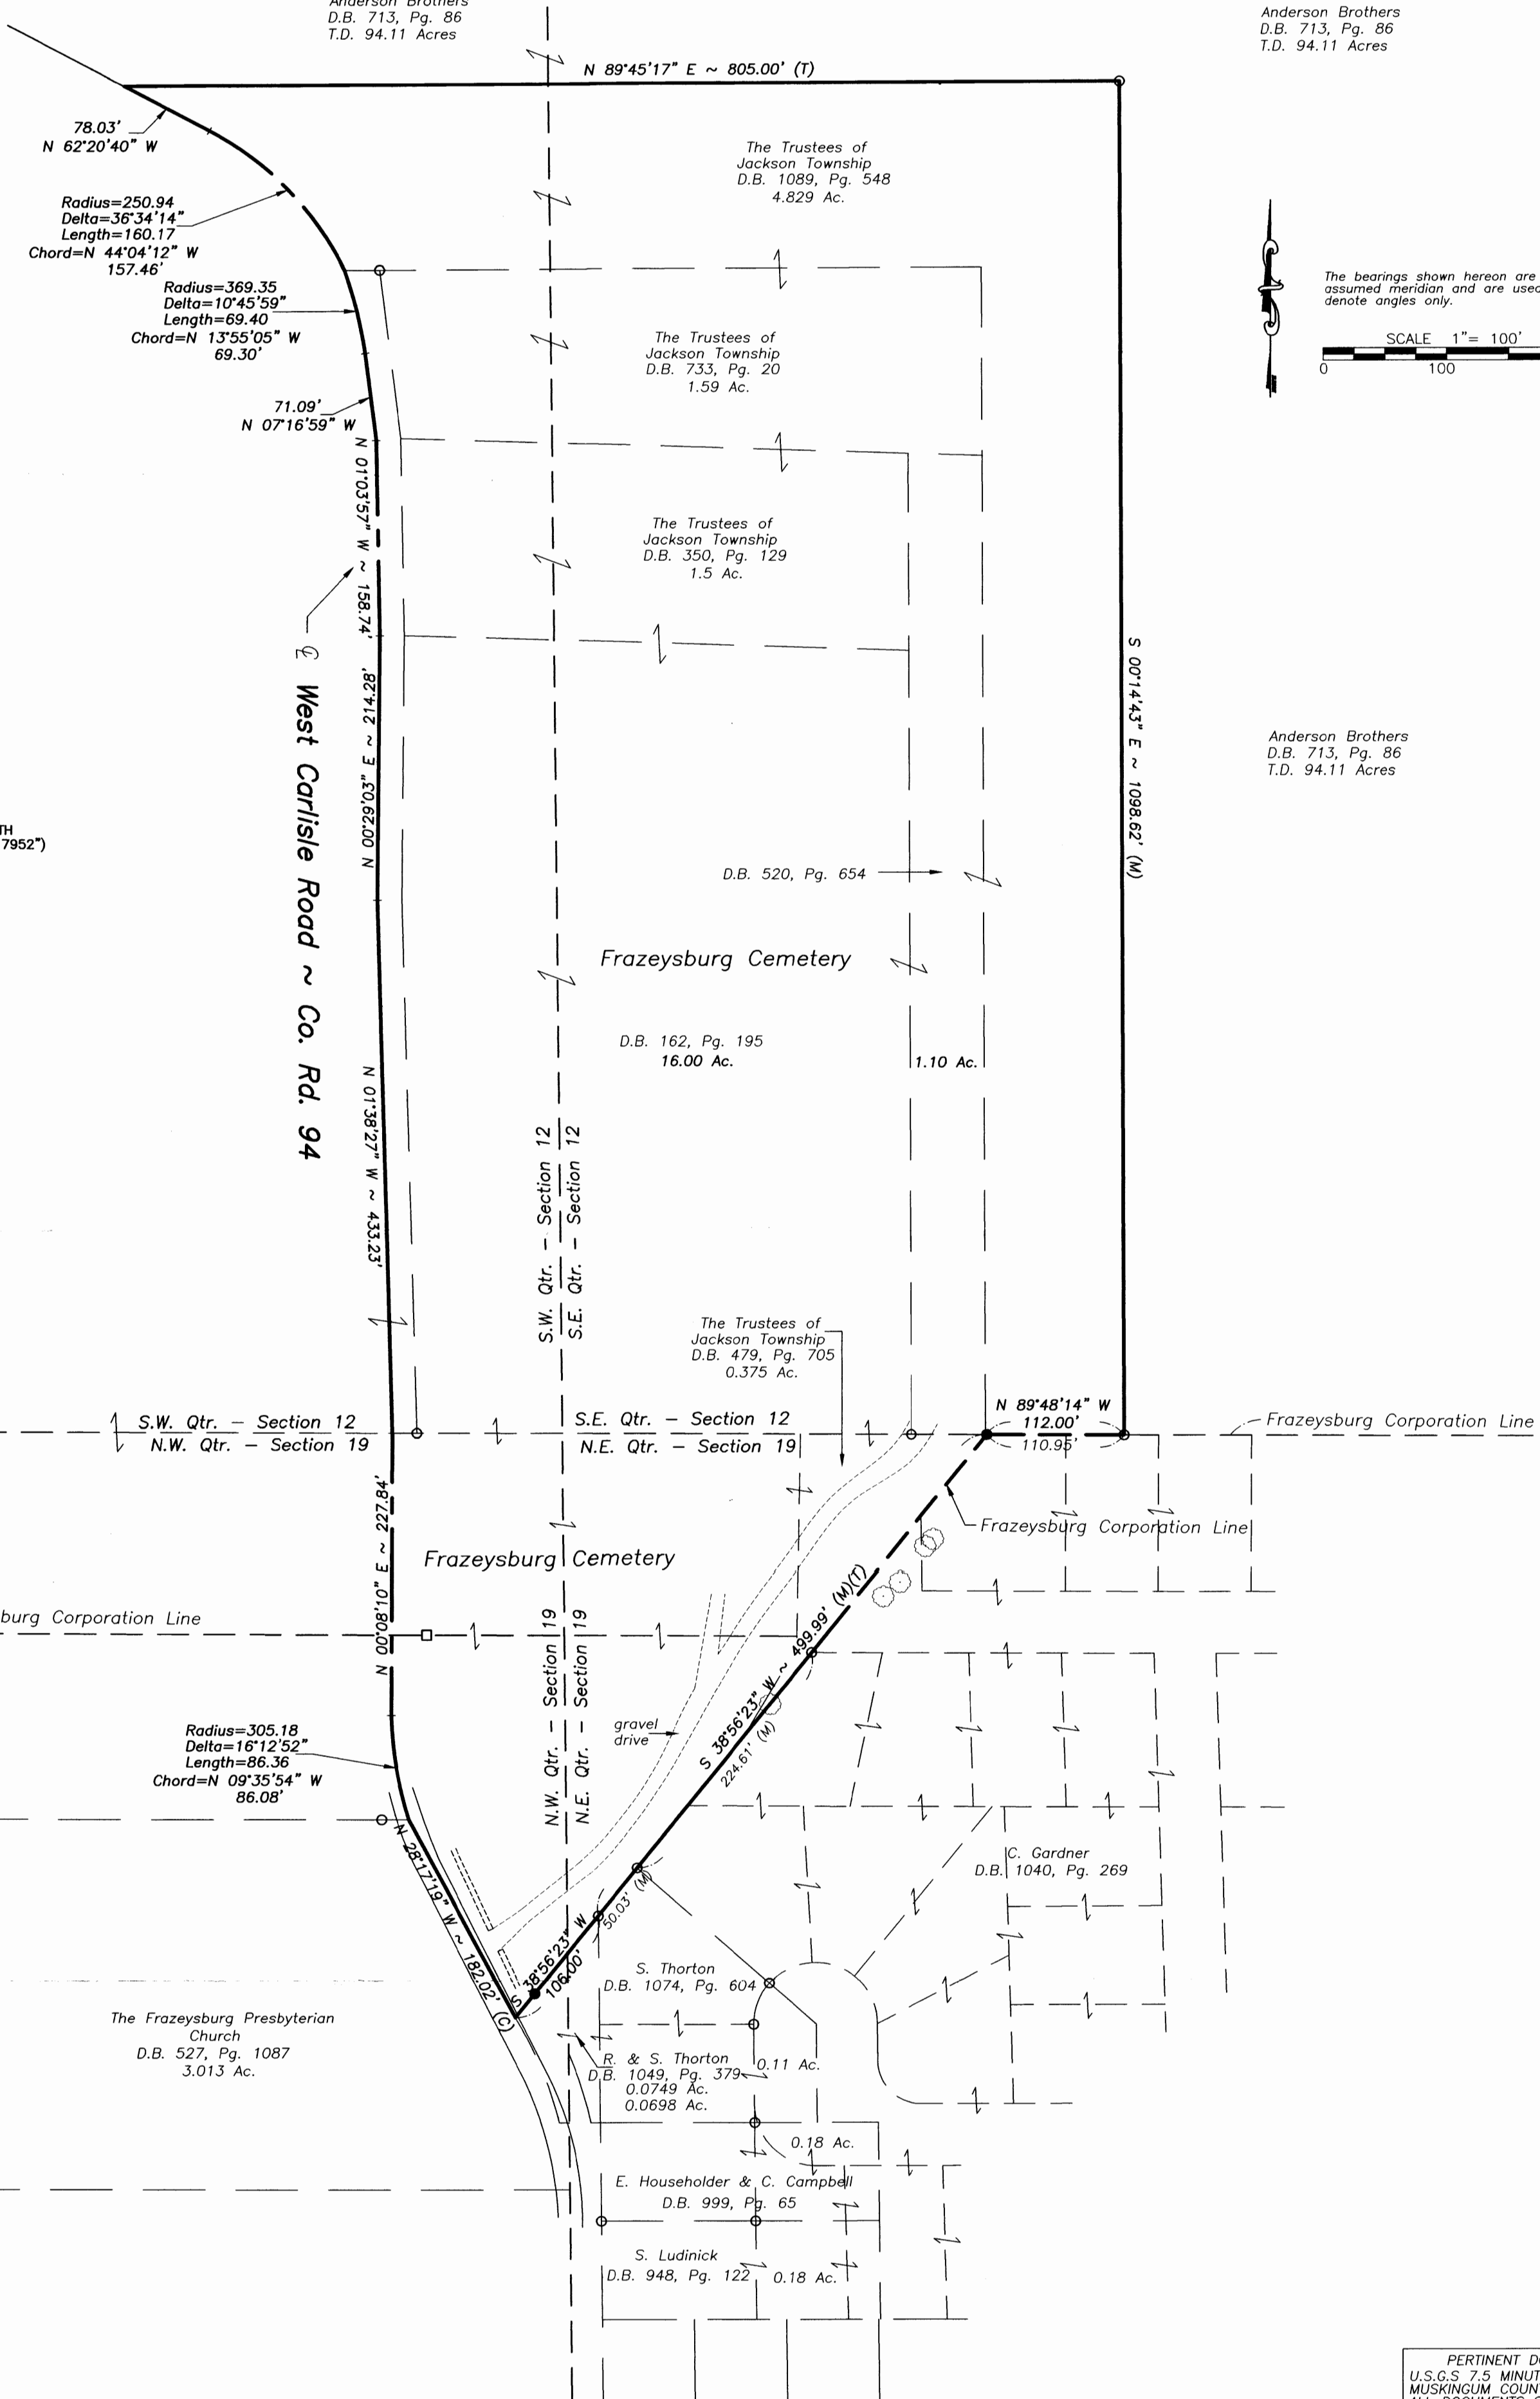 Anderson Brothers
D.B. 713, Pg. 86
T.D. 94.11 Acres
Anderson Brothers
D.B. 713, Pg. 86
T.D. 94.11 Acres
N 89°45'17" E ~ 805.00' (T)
78.03'
N 62°20'40" W
The Trustees of
Jackson Township
D.B. 1089, Pg. 548
4.829 Ac.
Radius=250.94
Delta=36°34'14"
Length=160.17
Chord=N 44°04'12" W
157.46'
The bearings shown hereon are
assumed meridian and are used
denote angles only.
SCALE 1"= 100'
0 100
Radius=369.35
Delta=10°45'59"
Length=69.40
Chord=N 13°55'05" W
69.30'
The Trustees of
Jackson Township
D.B. 733, Pg. 20
1.59 Ac.
71.09'
N 07°16'59" W
N 01°03'57" W ~ 158.74'
The Trustees of
Jackson Township
D.B. 350, Pg. 129
1.5 Ac.
West Carlisle Road ~ Co. Rd. 94
N 00°29'03" E ~ 214.28'
S 00°14'43" E ~ 1098.62' (M)
Anderson Brothers
D.B. 713, Pg. 86
T.D. 94.11 Acres
TH
7952")
D.B. 520, Pg. 654
Frazeysburg Cemetery
D.B. 162, Pg. 195
16.00 Ac.
1.10 Ac.
N 01°38'27" W ~ 433.23'
S.W. Qtr. - Section 12
S.E. Qtr. - Section 12
The Trustees of
Jackson Township
D.B. 479, Pg. 705
0.375 Ac.
N 89°48'14" W
112.00'
110.95'
S.W. Qtr. - Section 12
N.W. Qtr. - Section 19
S.E. Qtr. - Section 12
N.E. Qtr. - Section 19
Frazeysburg Corporation Line
Frazeysburg Corporation Line
N 00°08'10" E ~ 227.84'
Frazeysburg Cemetery
burg Corporation Line
S 38°56'23" W ~ 499.99' (M)(T)
224.61' (M)
N.W. Qtr. - Section 19
N.E. Qtr. - Section 19
gravel
drive
Radius=305.18
Delta=16°12'52"
Length=86.36
Chord=N 09°35'54" W
86.08'
N 28°17'19" W ~ 182.02' (C)
50.03' (M)
S 38°56'23" W
106.00'
C. Gardner
D.B. 1040, Pg. 269
S. Thorton
D.B. 1074, Pg. 604
The Frazeysburg Presbyterian
Church
D.B. 527, Pg. 1087
3.013 Ac.
R. & S. Thorton
D.B. 1049, Pg. 379
0.0749 Ac.
0.0698 Ac.
0.11 Ac.
0.18 Ac.
E. Householder & C. Campbell
D.B. 999, Pg. 65
S. Ludinick
D.B. 948, Pg. 122
0.18 Ac.
U.S.G.S 7.5 MINUT
MUSKINGUM COUN